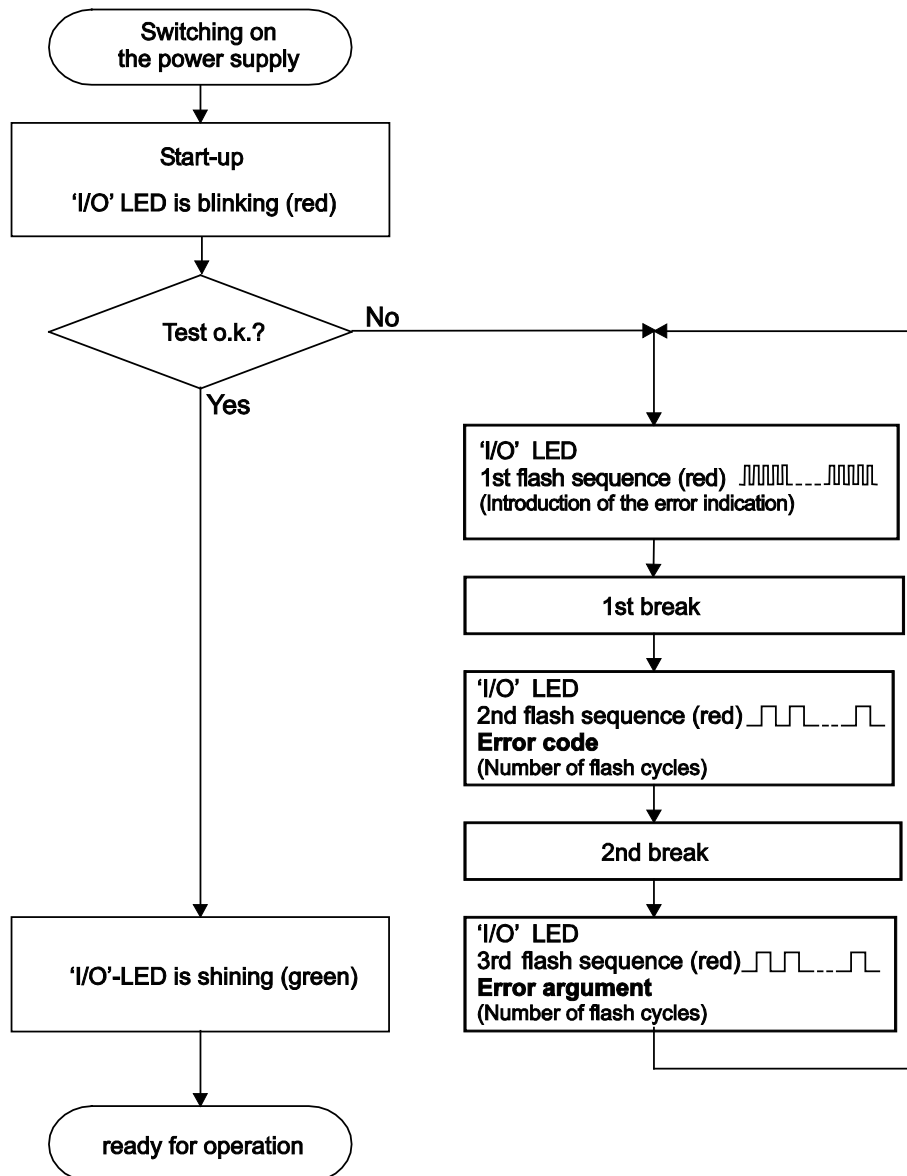 Switching on
the power supply
Start-up
‘I/O’ LED is blinking (red)
Test o.k.?
No
Yes
‘I/O’ LED
1st flash sequence (red)
(Introduction of the error indication)
1st break
‘I/O’ LED
2nd flash sequence (red)
Error code
(Number of flash cycles)
2nd break
‘I/O’ LED
3rd flash sequence (red)
Error argument
(Number of flash cycles)
‘I/O’-LED is shining (green)
ready for operation